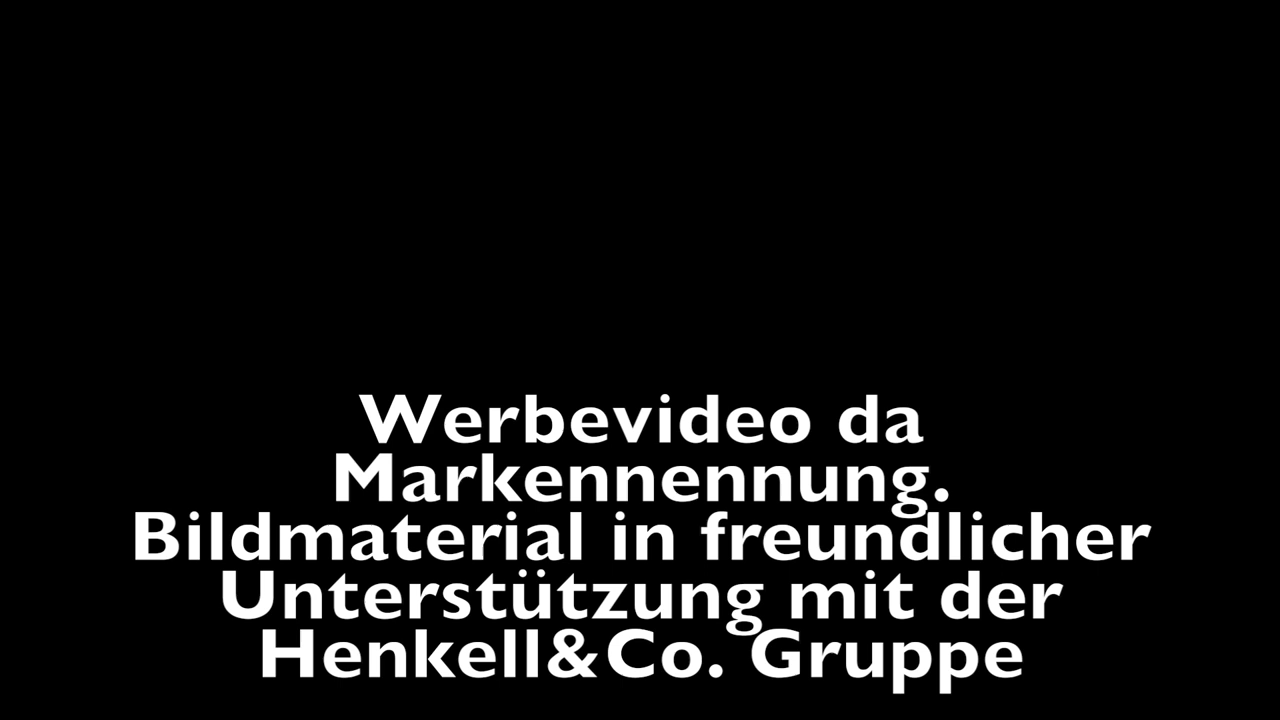 Werbevideo da
Markennennung.
Bildmaterial in freundlicher
Unterstützung mit der
Henkell&Co. Gruppe